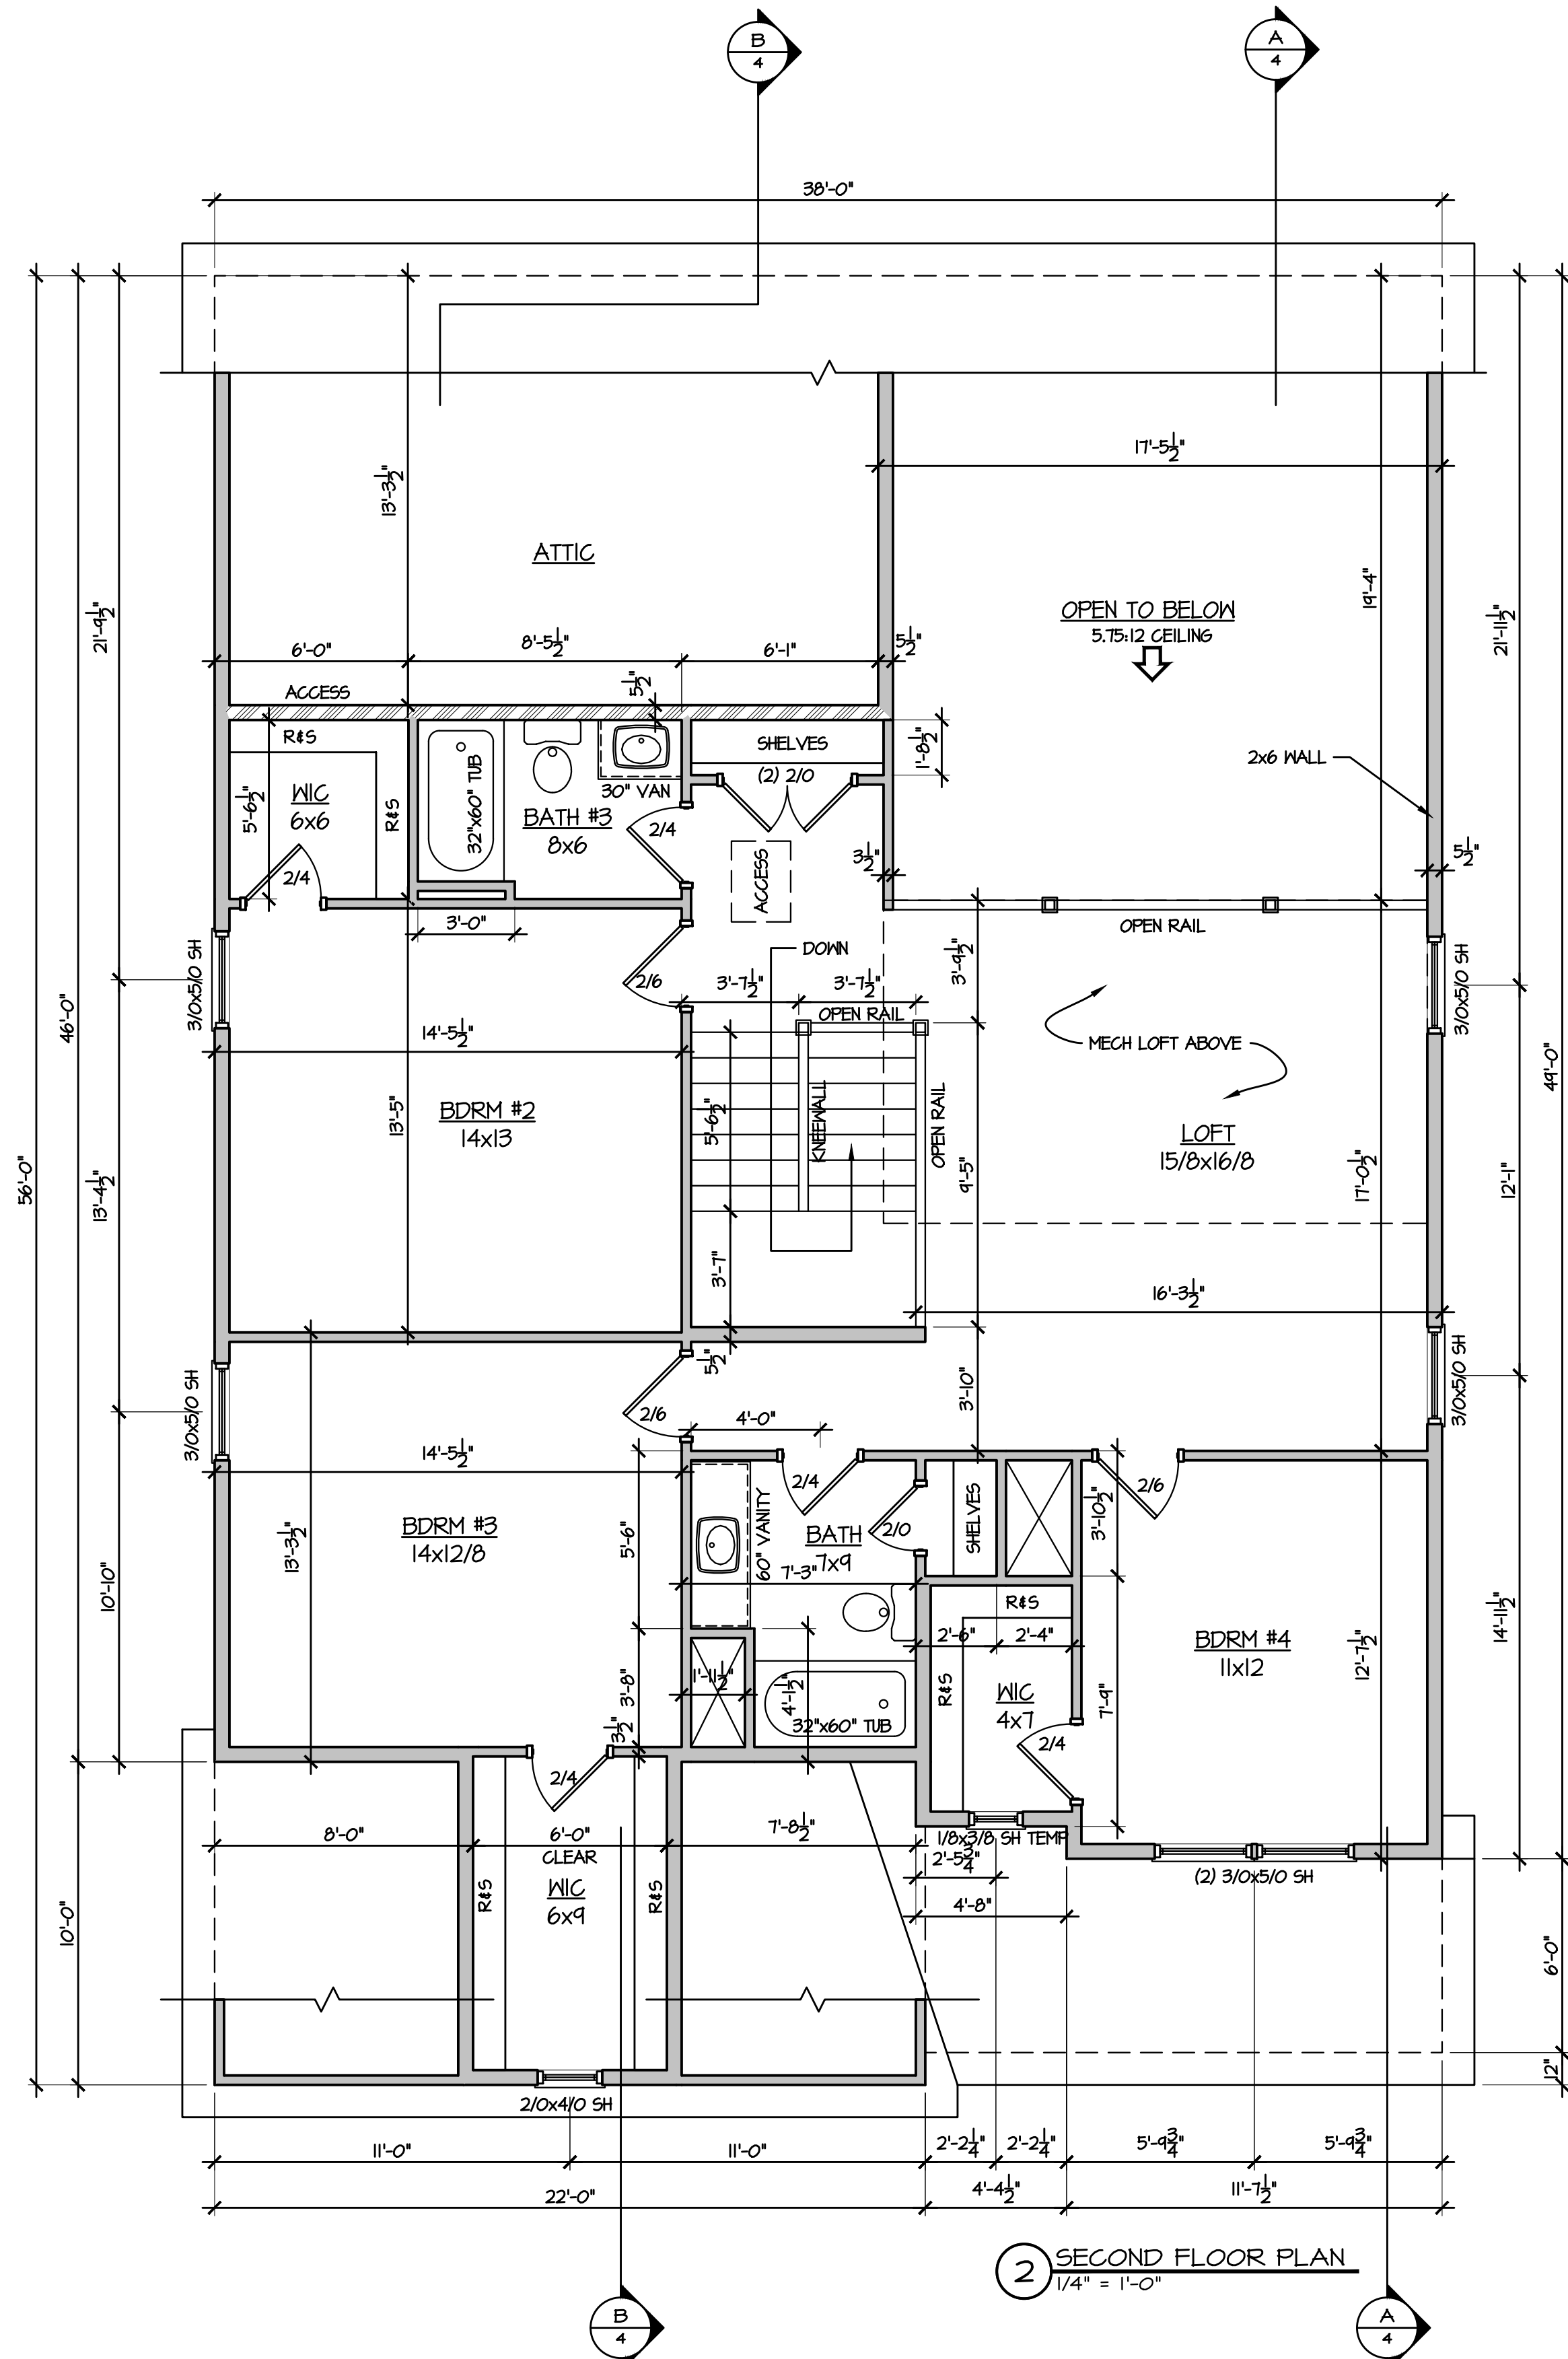 B
4
A
4
38'-0"
17'-5 1/2"
13'-3 1/2"
ATTIC
19'-4"
21'-9 1/2"
21'-11 1/2"
OPEN TO BELOW
5.75:12 CEILING
6'-0"
8'-5 1/2"
6'-1"
5 1/2"
ACCESS
5 1/2"
R&S
SHELVES
1'-8 1/2"
(2) 2/0
2x6 WALL
WIC
6x6
5'-6 1/2"
R&S
32"x60" TUB
30" VAN
BATH #3
8x6
2/4
2/4
ACCESS
3 1/2"
5 1/2"
3'-0"
OPEN RAIL
DOWN
3/0x5/0 SH
2/6
3'-7 1/2"
3'-7 1/2"
3'-9 1/2"
3/0x5/0 SH
46'-0"
OPEN RAIL
14'-5 1/2"
MECH LOFT ABOVE
49'-0"
BDRM #2
14x13
13'-5"
5'-6 1/2"
KNEEWALL
OPEN RAIL
LOFT
15/8x16/8
56'-0"
13'-4 1/2"
9'-5"
17'-0 1/2"
12'-1"
3'-7"
16'-3 1/2"
5 1/2"
3/0x5/0 SH
3/0x5/0 SH
3'-10"
2/6
4'-0"
14'-5 1/2"
2/4
2/6
BDRM #3
14x12/8
13'-3 1/2"
5'-6"
60" VANITY
BATH
7x9
2/0
SHELVES
3'-10 1/2"
7'-3"
10'-10"
14'-11 1/2"
R&S
2'-6"
2'-4"
BDRM #4
11x12
12'-7 1/2"
3'-8"
1'-11 1/2"
4'-1 1/2"
R&S
WIC
4x7
7'-9"
32"x60" TUB
3 1/2"
2/4
2/4
8'-0"
6'-0"
CLEAR
7'-8 1/2"
1/8x3/8 SH TEMP
2'-5 3/4"
(2) 3/0x5/0 SH
WIC
6x9
R&S
R&S
4'-8"
10'-0"
6'-0"
12"
2/0x4/0 SH
11'-0"
11'-0"
2'-2 1/4"
2'-2 1/4"
5'-9 3/4"
5'-9 3/4"
22'-0"
4'-4 1/2"
11'-7 1/2"
2
SECOND FLOOR PLAN
1/4" = 1'-0"
B
4
A
4